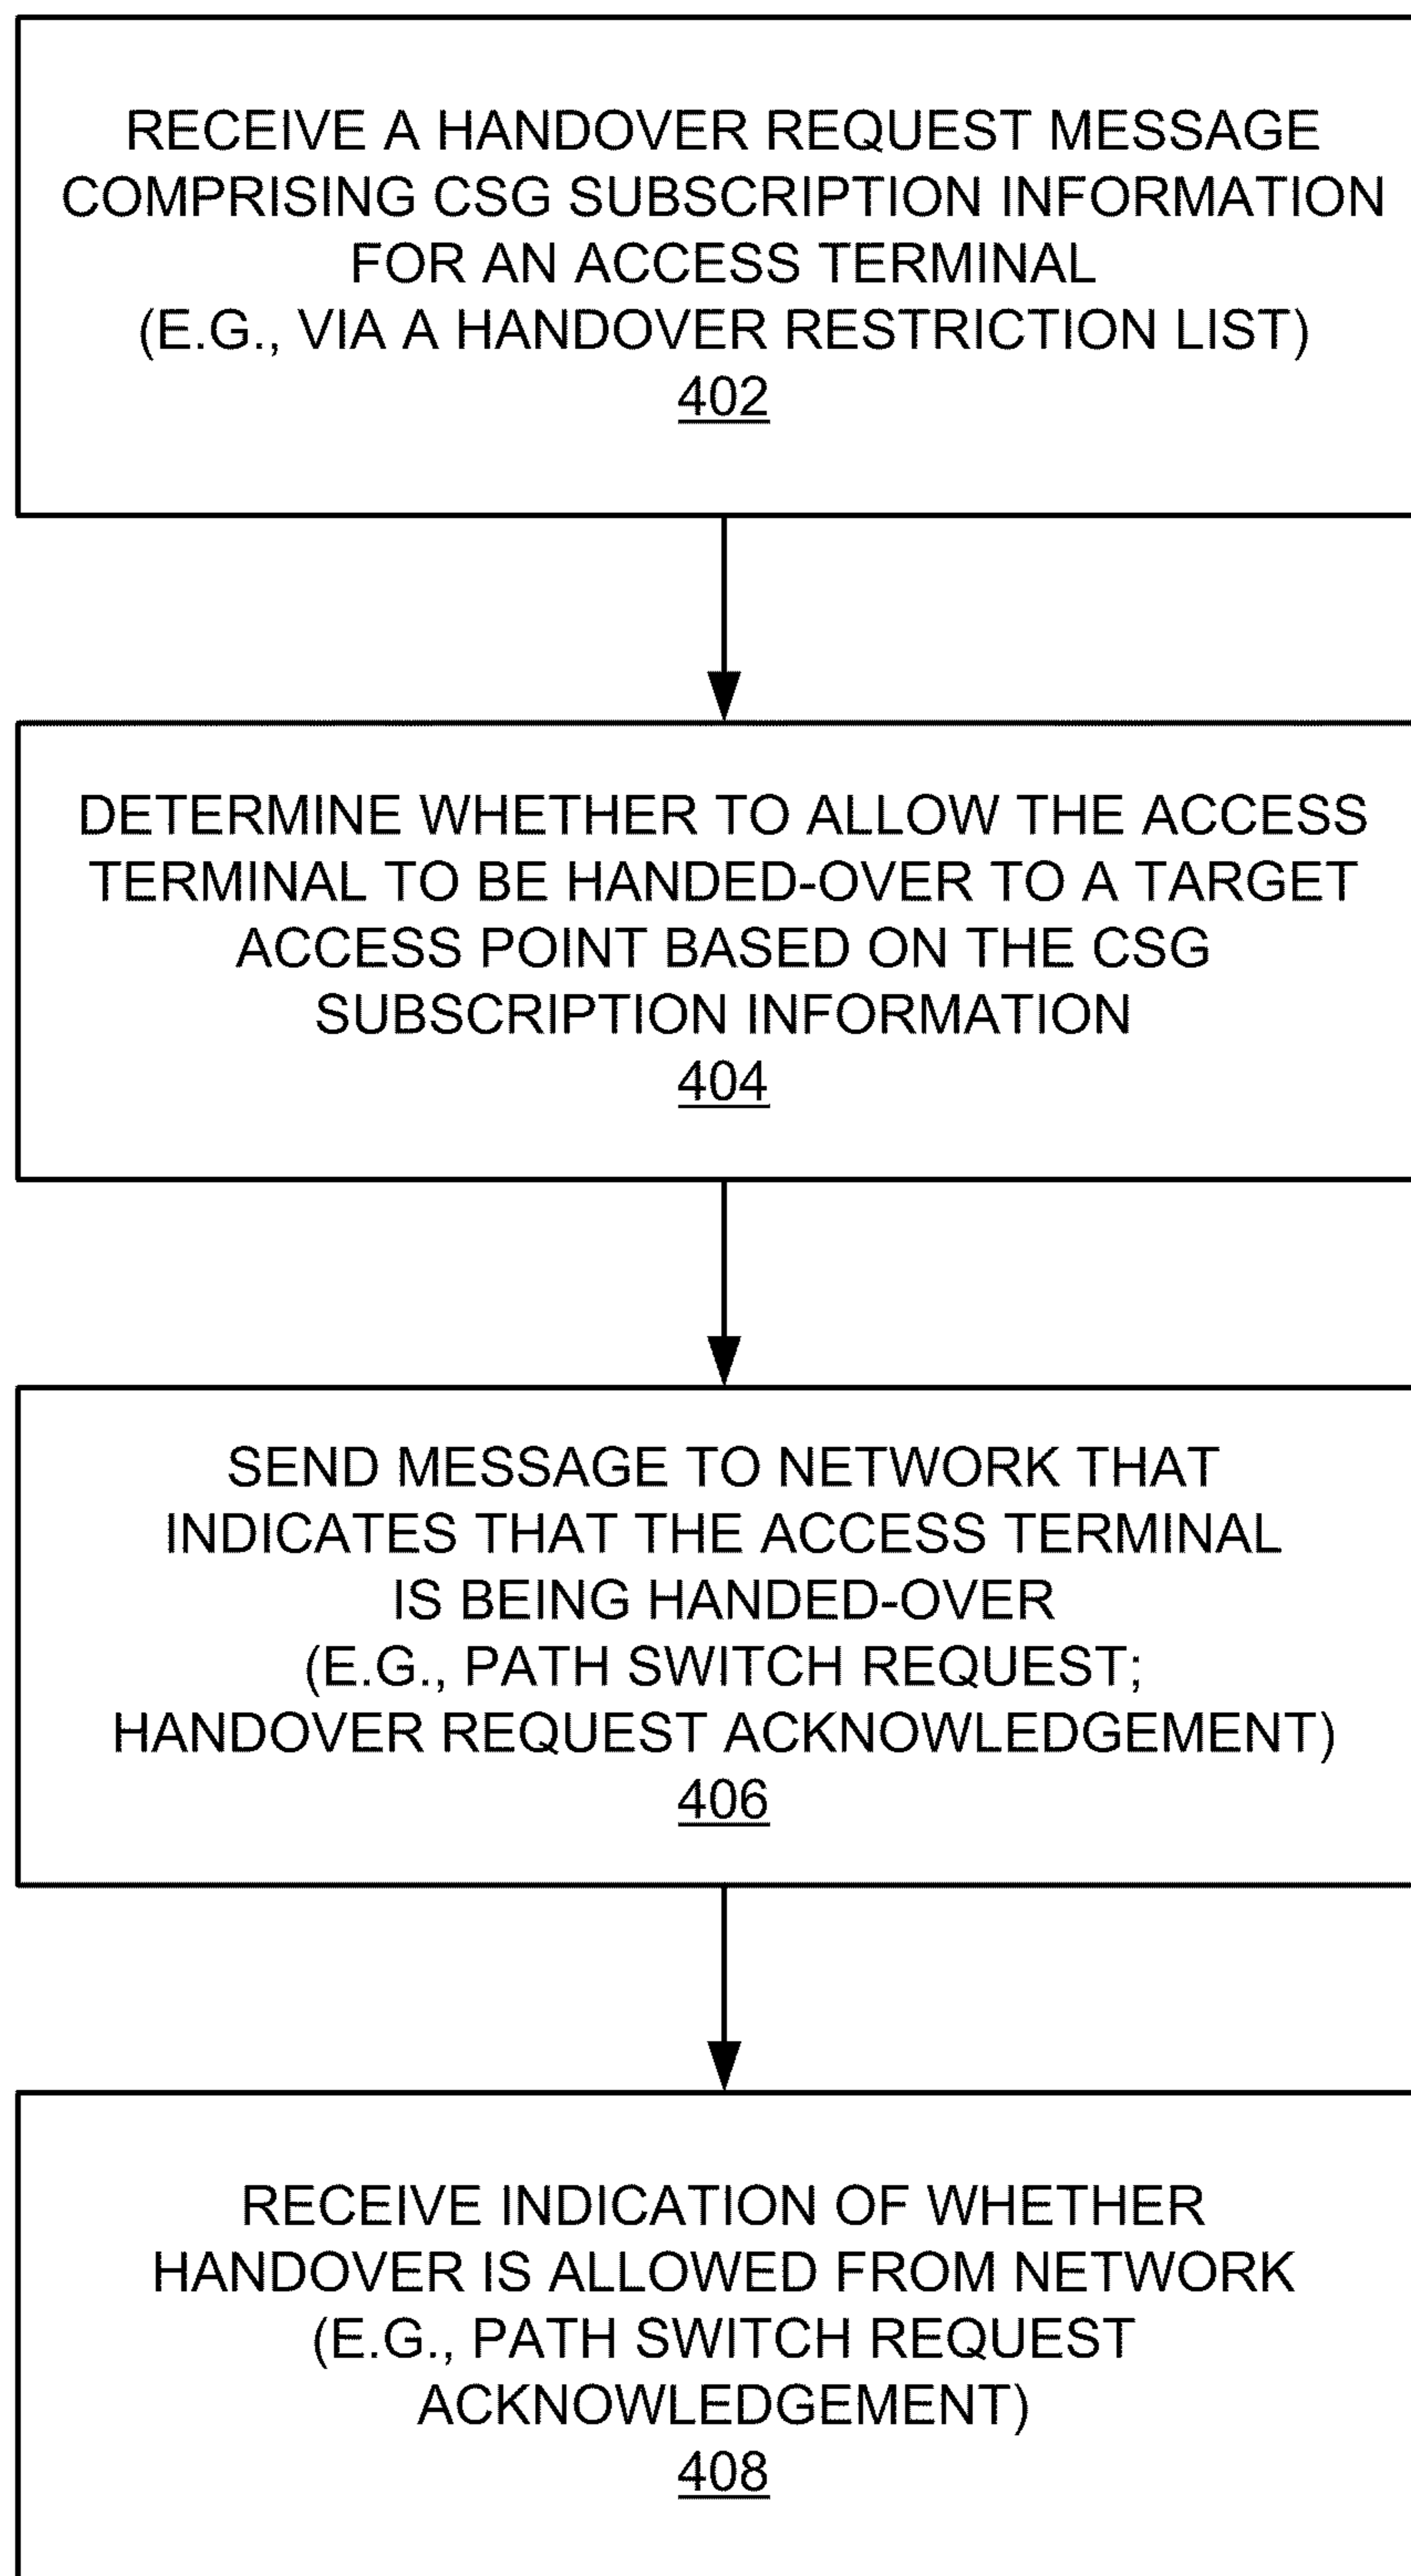 RECEIVE A HANDOVER REQUEST MESSAGE
COMPRISING CSG SUBSCRIPTION INFORMATION
FOR AN ACCESS TERMINAL
(E.G., VIA A HANDOVER RESTRICTION LIST)
402
DETERMINE WHETHER TO ALLOW THE ACCESS
TERMINAL TO BE HANDED-OVER TO A TARGET
ACCESS POINT BASED ON THE CSG
SUBSCRIPTION INFORMATION
404
SEND MESSAGE TO NETWORK THAT
INDICATES THAT THE ACCESS TERMINAL
IS BEING HANDED-OVER
(E.G., PATH SWITCH REQUEST;
HANDOVER REQUEST ACKNOWLEDGEMENT)
406
RECEIVE INDICATION OF WHETHER
HANDOVER IS ALLOWED FROM NETWORK
(E.G., PATH SWITCH REQUEST
ACKNOWLEDGEMENT)
408